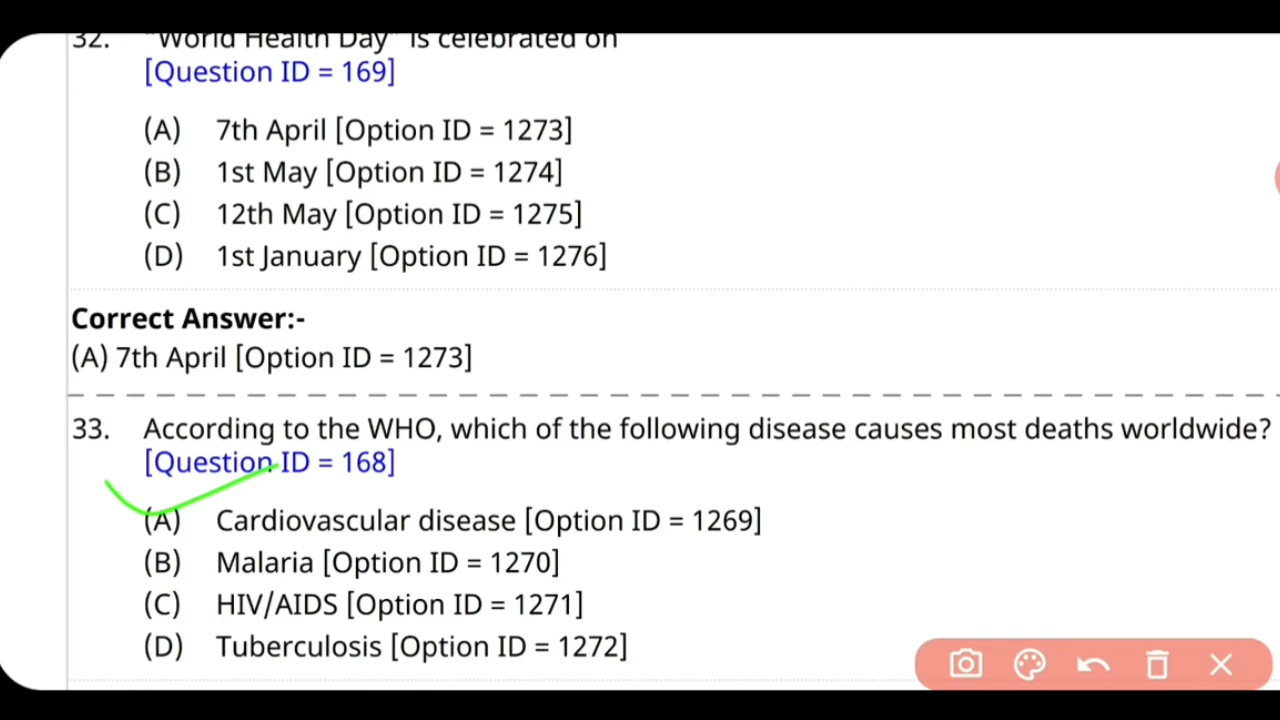 32. "World Health Day" is celebrated on
[Question ID = 169]
(A) 7th April [Option ID = 1273]
(B) 1st May [Option ID = 1274]
(C) 12th May [Option ID = 1275]
(D) 1st January [Option ID = 1276]
Correct Answer:-
(A) 7th April [Option ID = 1273]
33. According to the WHO, which of the following disease causes most deaths worldwide?
[Question ID = 168]
(A) Cardiovascular disease [Option ID = 1269]
(B) Malaria [Option ID = 1270]
(C) HIV/AIDS [Option ID = 1271]
(D) Tuberculosis [Option ID = 1272]